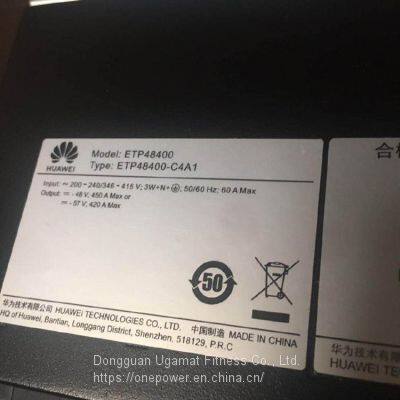 HUAWEI
Model: ETP48400
Type: ETP48400-C4A1
Input: ⎓ 200 ~ 240/346 ~ 415 V; 3W+N+⏚, 50/60 Hz; 60 A Max
Output: ⎓ - 48 V, 450 A Max or
⎓ - 57 V, 420 A Max
50
华为技术有限公司 HUAWEI TECHNOLOGIES CO., LTD. 中国制造 MADE IN CHINA
HQ of Huawei, Bantian, Longgang District, Shenzhen, 518129, P.R.C
合格
华为技术有
HUAWEI TE
Dongguan Ugamat Fitness Co., Ltd.
https://onepower.en.china.cn/